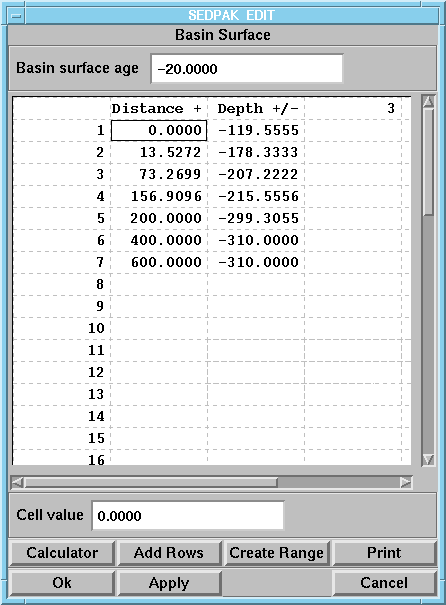 SEDPAK EDIT
Basin Surface
Basin surface age -20.0000
Distance + Depth +/- 3
1 0.0000 -119.5555
2 13.5272 -178.3333
3 73.2699 -207.2222
4 156.9096 -215.5556
5 200.0000 -299.3055
6 400.0000 -310.0000
7 600.0000 -310.0000
8
9
10
11
12
13
14
15
16
Cell value 0.0000
Calculator Add Rows Create Range Print
Ok Apply Cancel